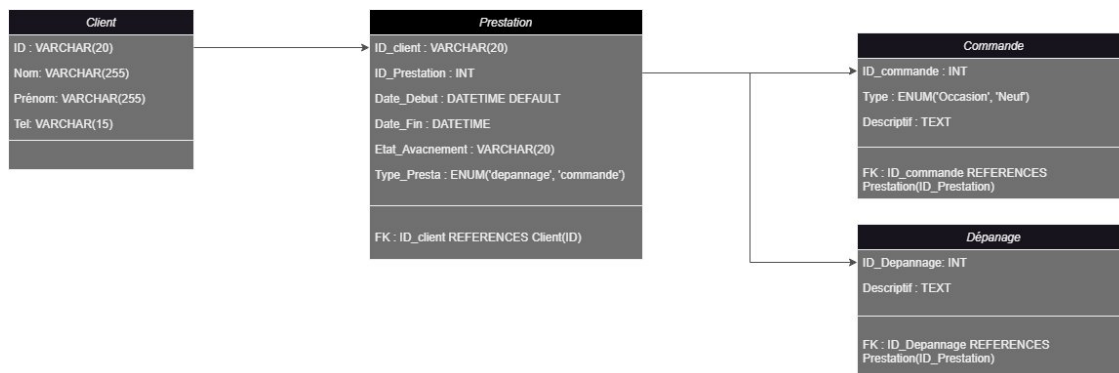 Client
ID : VARCHAR(20)
Nom: VARCHAR(255)
Prénom: VARCHAR(255)
Tel: VARCHAR(15)
Prestation
ID_client : VARCHAR(20)
ID_Prestation : INT
Date_Debut : DATETIME DEFAULT
Date_Fin : DATETIME
Etat_Avacnement : VARCHAR(20)
Type_Presta : ENUM('depannage', 'commande')
FK : ID_client REFERENCES Client(ID)
Commande
ID_commande : INT
Type : ENUM('Occasion', 'Neuf')
Descriptif : TEXT
FK : ID_commande REFERENCES
Prestation(ID_Prestation)
Dépanage
ID_Depannage: INT
Descriptif : TEXT
FK : ID_Depannage REFERENCES
Prestation(ID_Prestation)